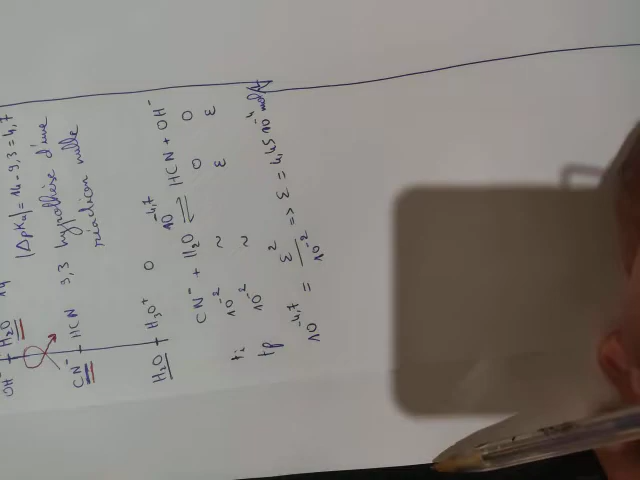 OH⁻ + H₂O 14 |ΔpKa| = 14 - 9,3 = 4,7
CN⁻ + HCN 9,3 hypothèse d'une
réaction nulle
H₂O + H₃O⁺ 0
10^-4,7
CN⁻ + H₂O ⇌ HCN + OH⁻
ti 10⁻² ~ 0 0
tf 10⁻² ~ ε ε
10^-4,7 = ε² / 10⁻² => ε = 4,45 10⁻⁴ mol/l